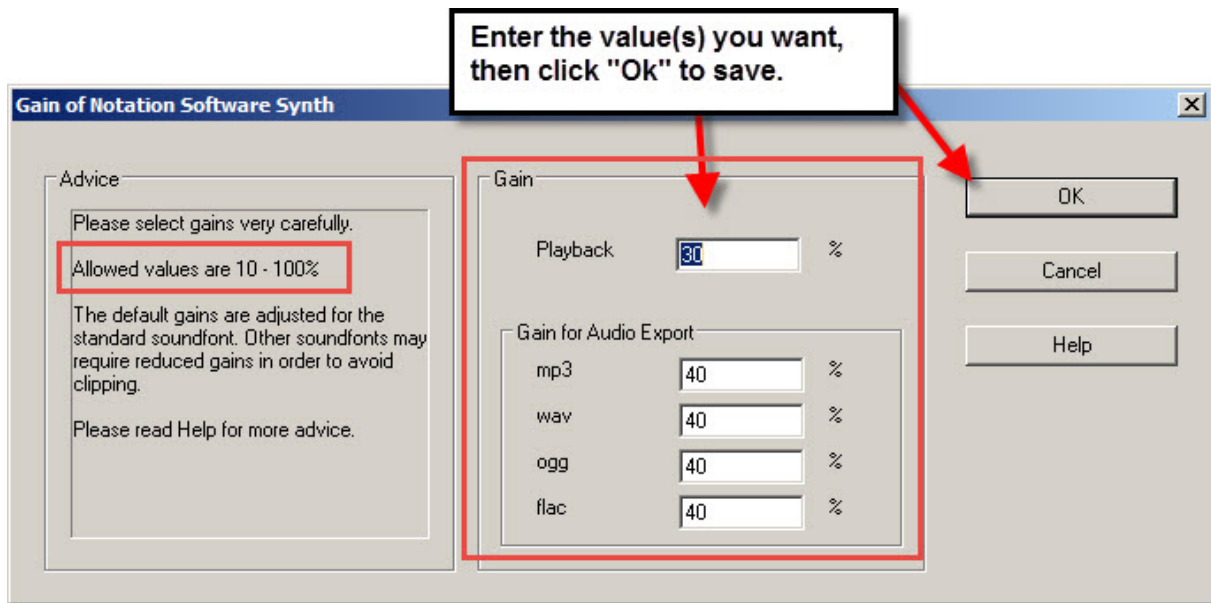 Enter the value(s) you want,
then click "Ok" to save.
Gain of Notation Software Synth
Advice
Please select gains very carefully.
Allowed values are 10 - 100%
The default gains are adjusted for the
standard soundfont. Other soundfonts may
require reduced gains in order to avoid
clipping.
Please read Help for more advice.
Gain
Playback 30 %
Gain for Audio Export
mp3 40 %
wav 40 %
ogg 40 %
flac 40 %
OK
Cancel
Help